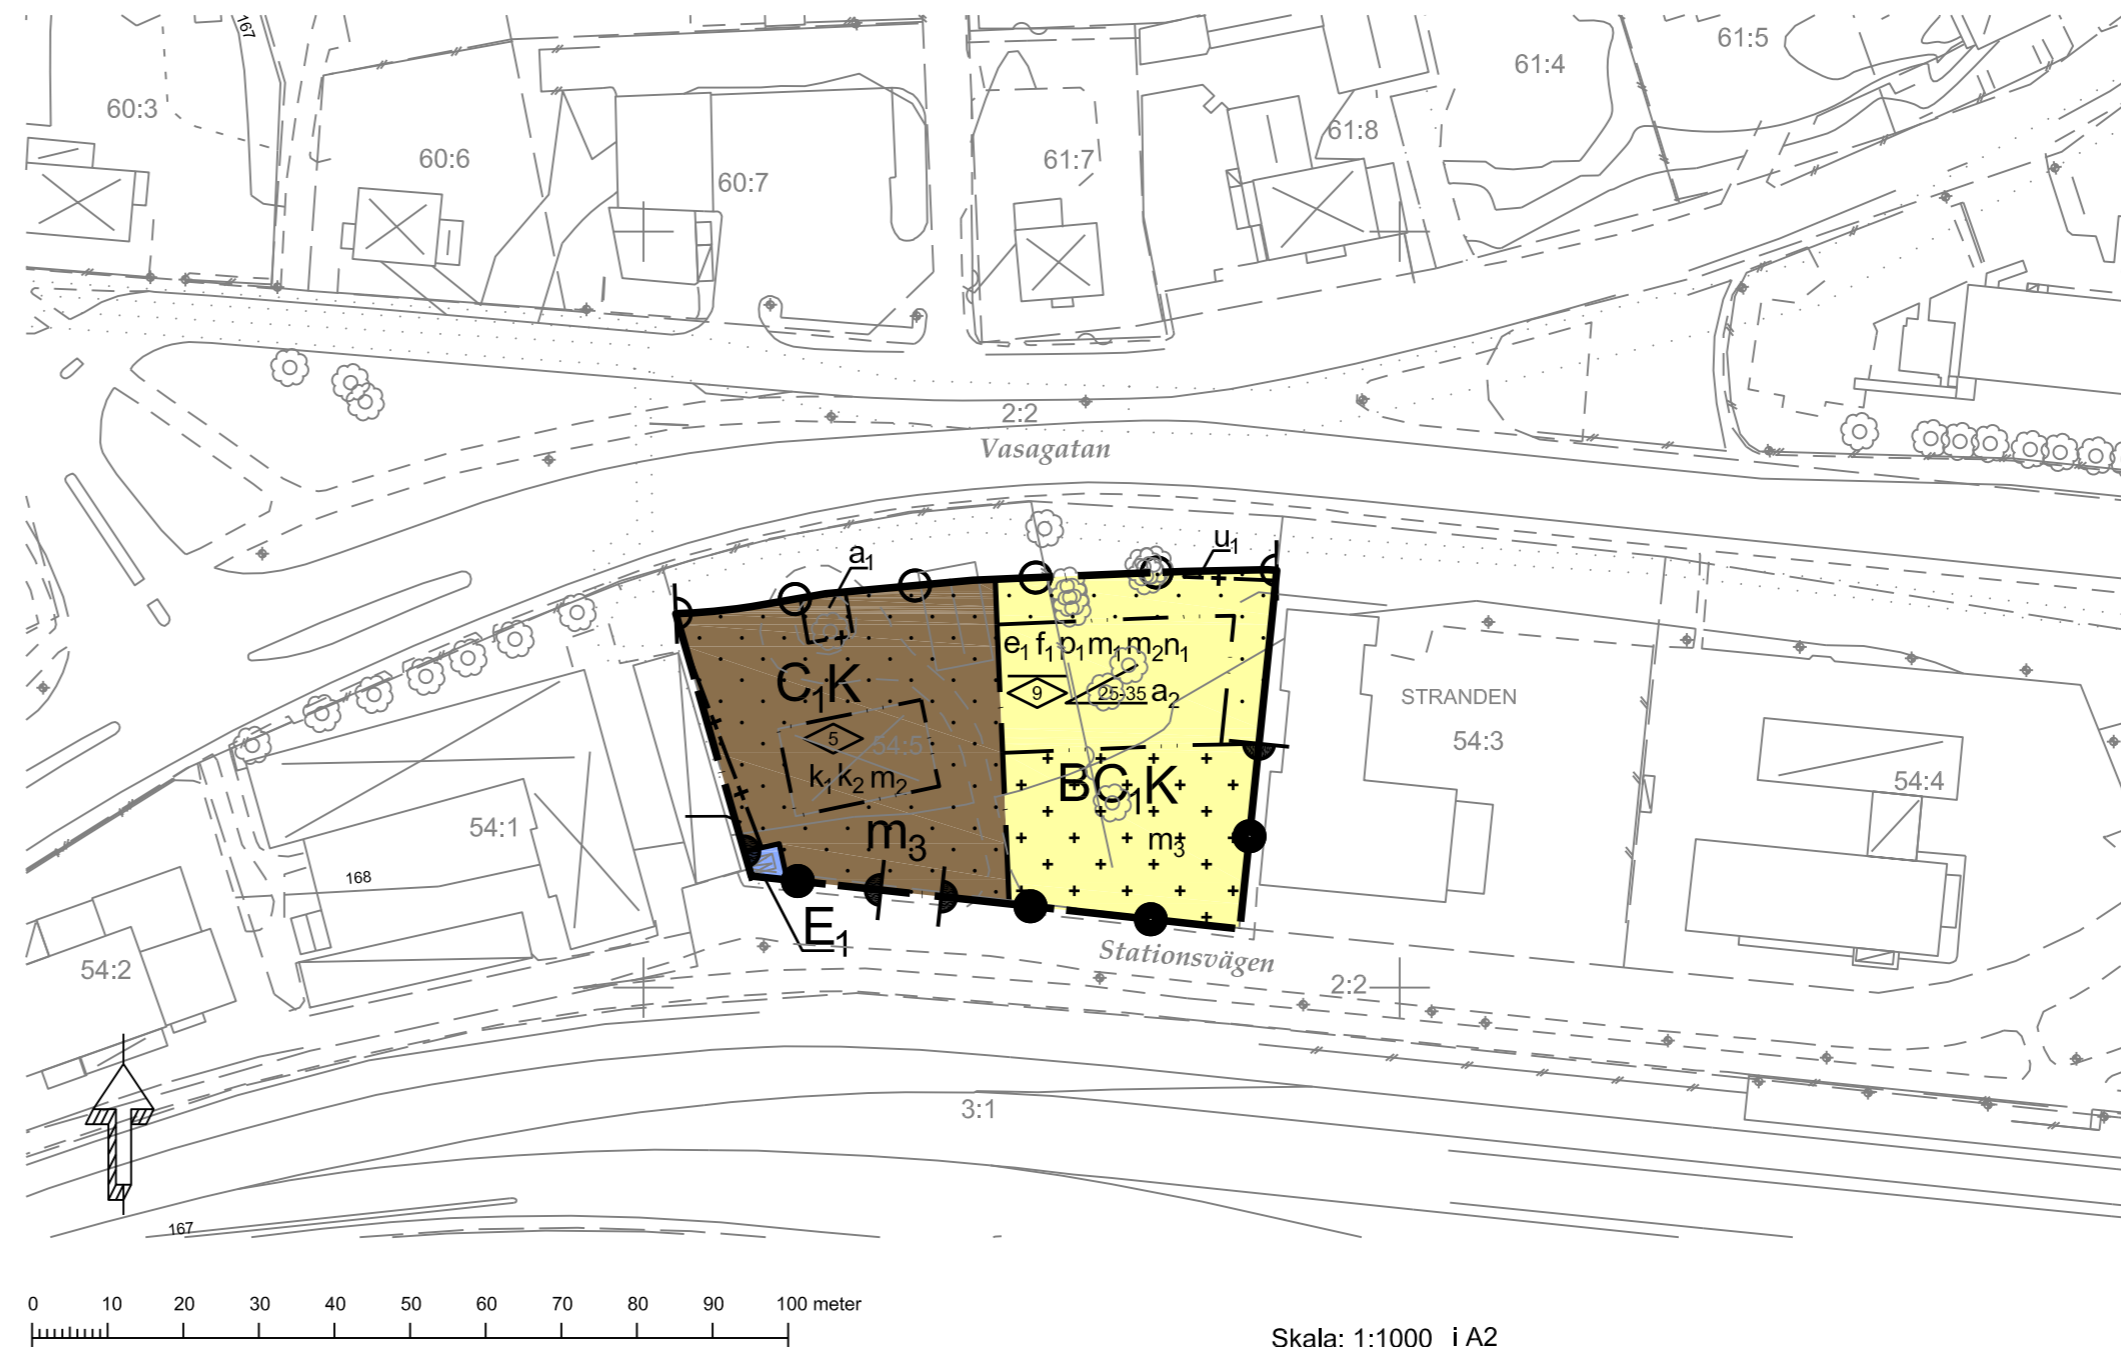 167
61:5
61:4
60:3
61:8
60:6
61:7
60:7
2:2
Vasagatan
u1
a1
e1 f1 p1 m1 m2 n1
C1K
9
25-35 a2
STRANDEN
5
54:5
54:3
k1 k2 m2
BC1K
54:4
54:1
m3
m3
168
E1
Stationsvägen
54:2
2:2
3:1
167
0 10 20 30 40 50 60 70 80 90 100 meter
Skala: 1:1000 i A2